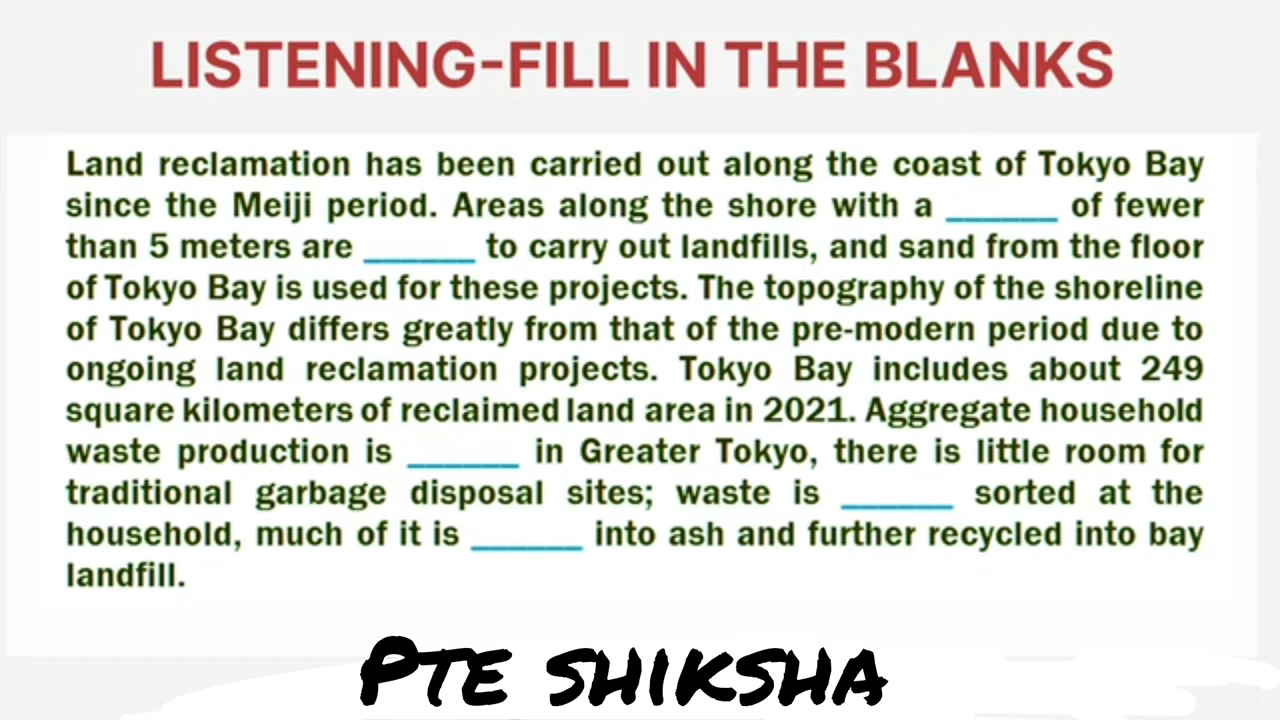 LISTENING-FILL IN THE BLANKS
Land reclamation has been carried out along the coast of Tokyo Bay
since the Meiji period. Areas along the shore with a ______ of fewer
than 5 meters are ______ to carry out landfills, and sand from the floor
of Tokyo Bay is used for these projects. The topography of the shoreline
of Tokyo Bay differs greatly from that of the pre-modern period due to
ongoing land reclamation projects. Tokyo Bay includes about 249
square kilometers of reclaimed land area in 2021. Aggregate household
waste production is ______ in Greater Tokyo, there is little room for
traditional garbage disposal sites; waste is ______ sorted at the
household, much of it is ______ into ash and further recycled into bay
landfill.
PTE SHIKSHA